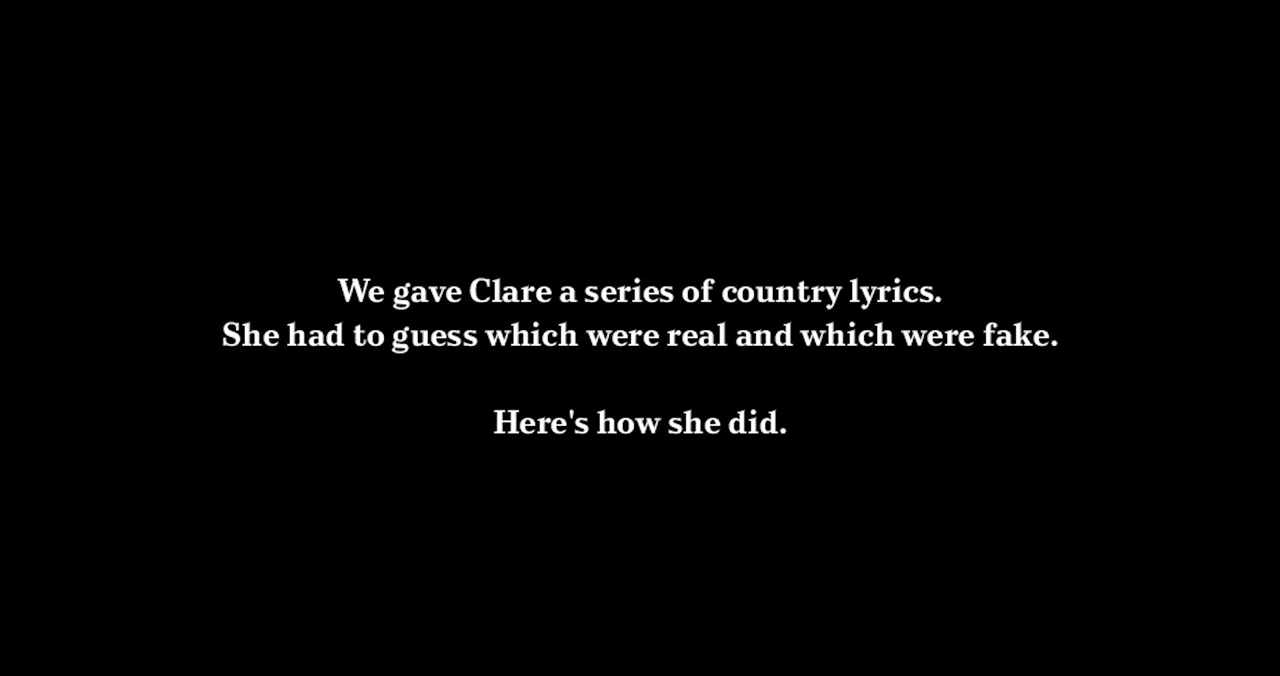 We gave Clare a series of country lyrics.
She had to guess which were real and which were fake.
Here's how she did.